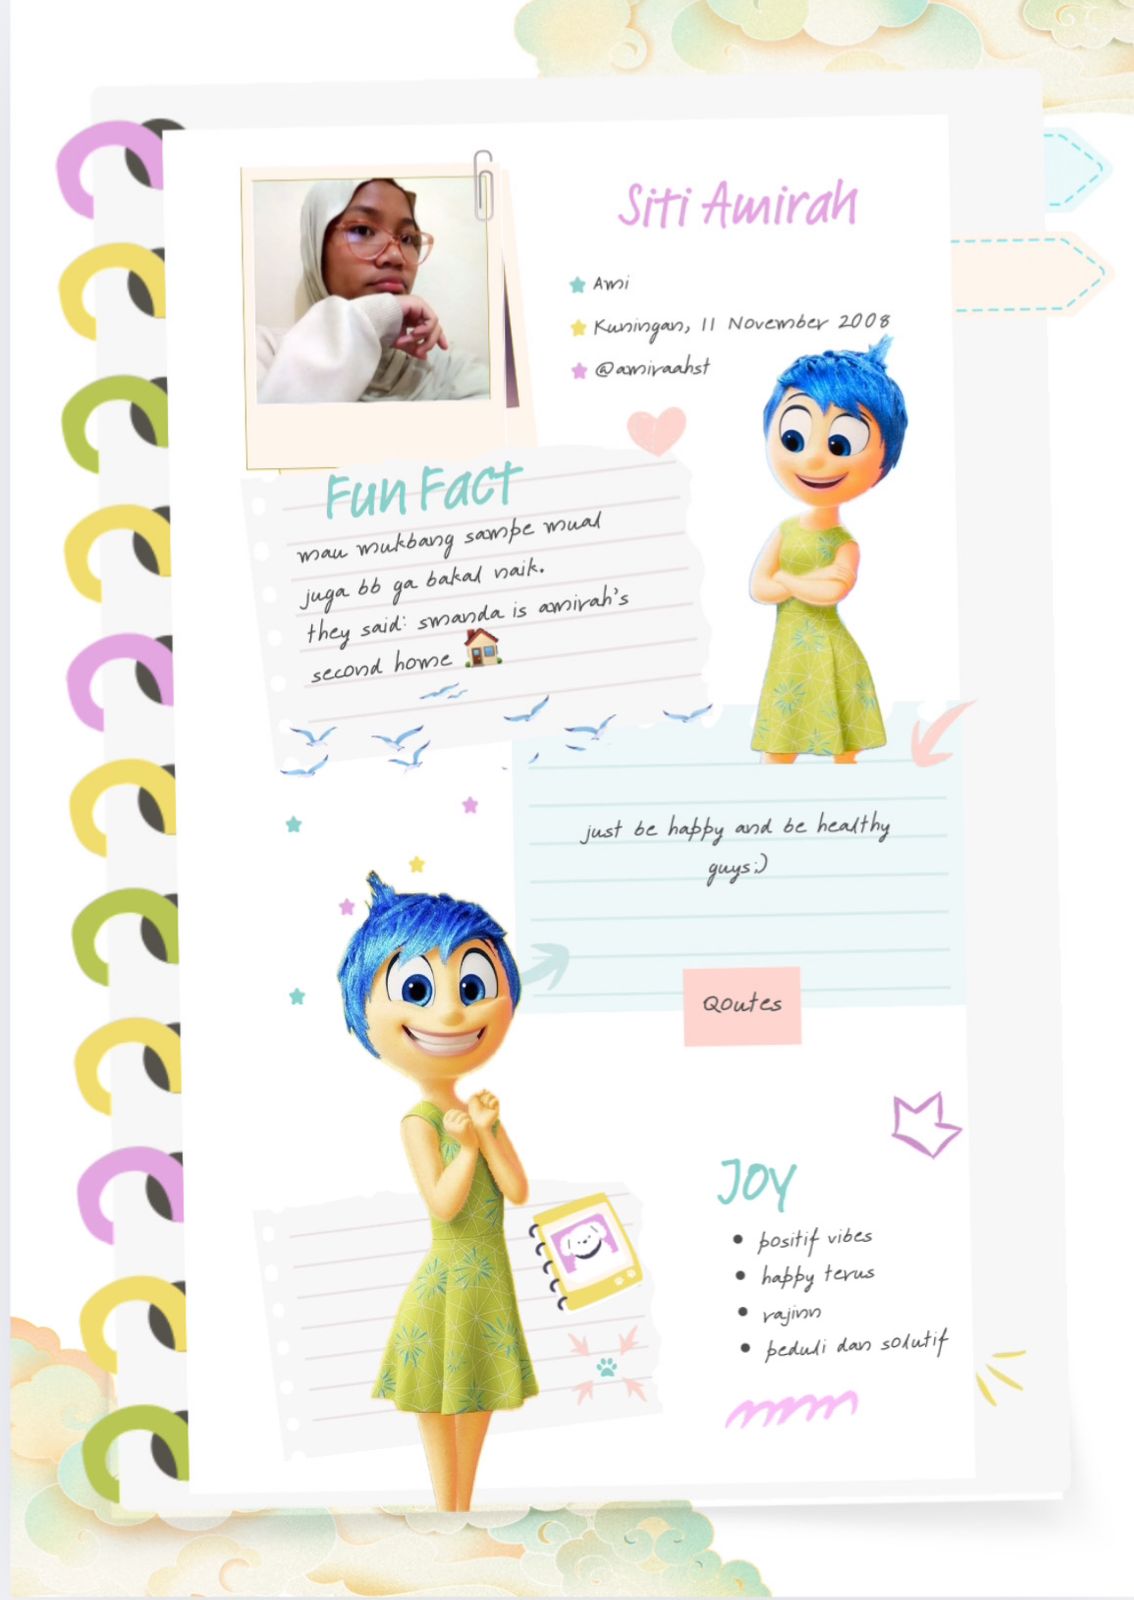 Siti Amirah
Ami
Kuningan, 11 November 2008
@amiraahst
Fun Fact
mau mukbang sampe mual
juga bb ga bakal naik.
they said: smanda is amirah's
second home
just be happy and be healthy
guys:)
Qoutes
Joy
positif vibes
happy terus
rajinn
peduli dan solutif